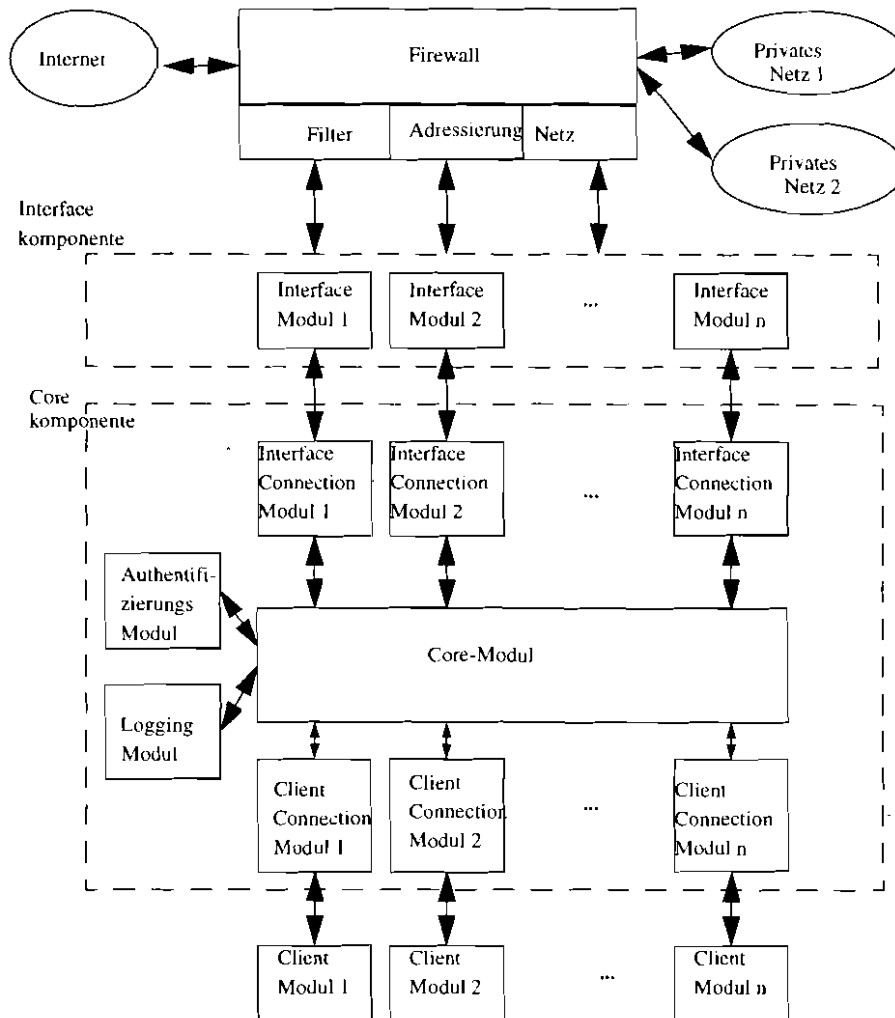 Internet
Firewall
Privates
Netz 1
Filter
Adressierung
Netz
Privates
Netz 2
Interface
komponente
Interface
Modul 1
Interface
Modul 2
...
Interface
Modul n
Core
komponente
Interface
Connection
Modul 1
Interface
Connection
Modul 2
...
Interface
Connection
Modul n
Authentifi-
zierungs
Modul
Core-Modul
Logging
Modul
Client
Connection
Modul 1
Client
Connection
Modul 2
...
Client
Connection
Modul n
Client
Modul 1
Client
Modul 2
...
Client
Modul n